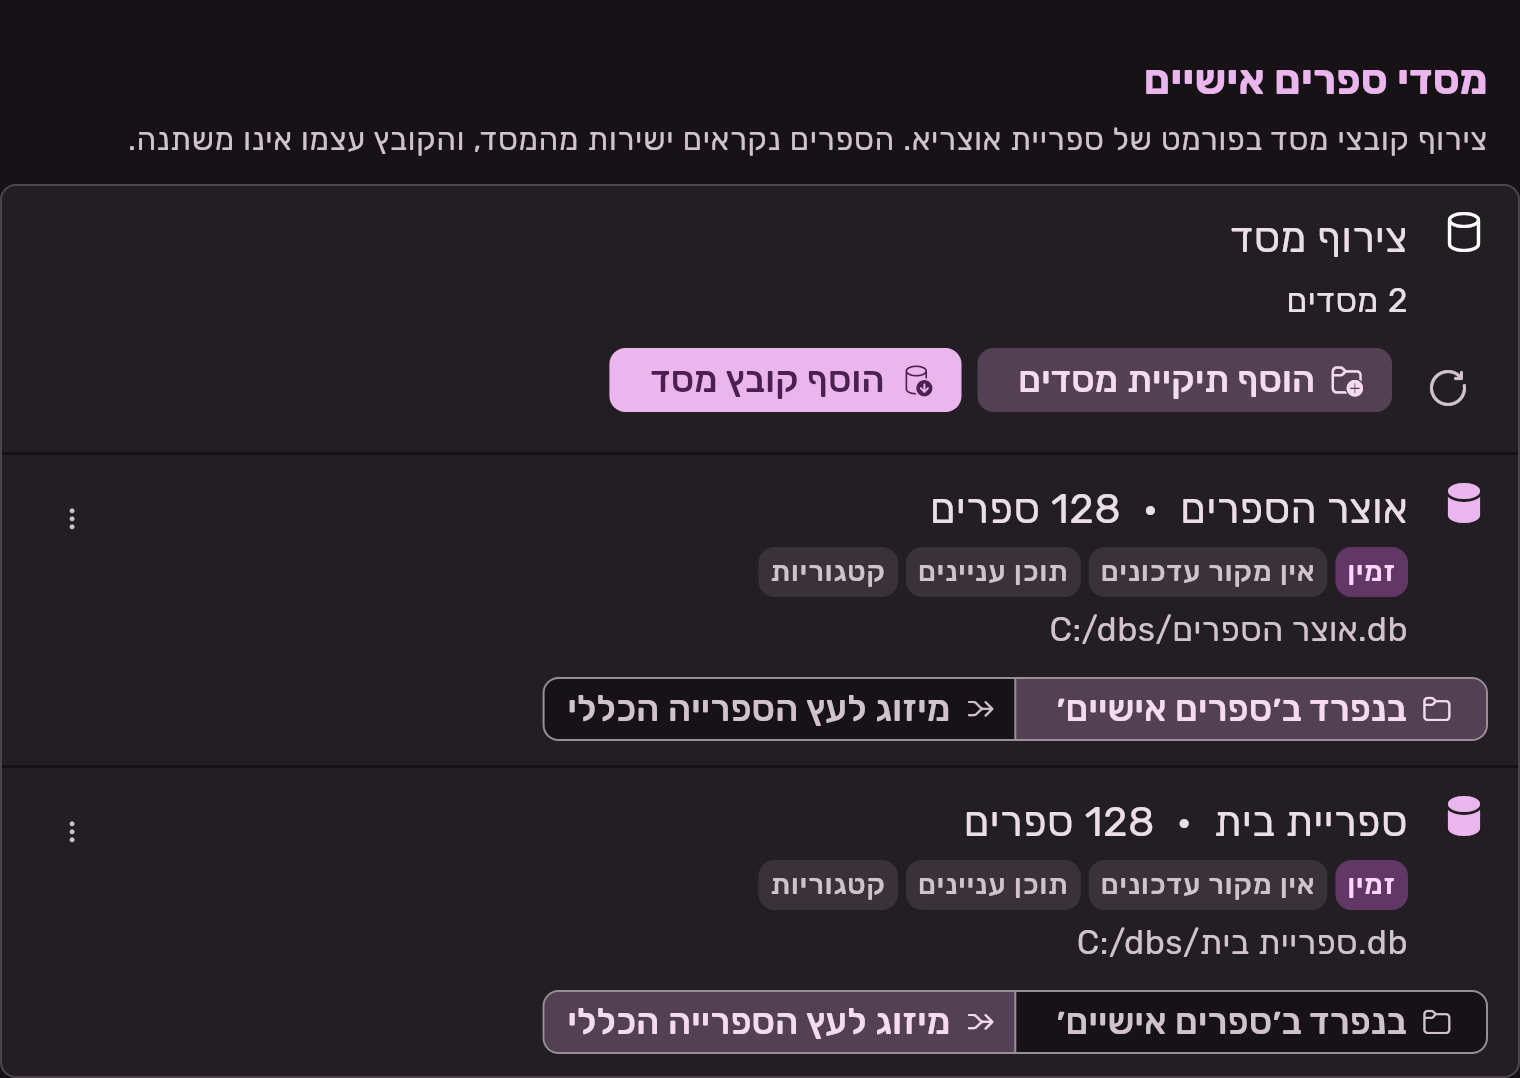 מסדי ספרים אישיים
צירוף קובצי מסד בפורמט של ספריית אוצריא. הספרים נקראים ישירות מהמסד, והקובץ עצמו אינו משתנה.
צירוף מסד
2 מסדים
הוסף תיקיית מסדים
הוסף קובץ מסד
אוצר הספרים • 128 ספרים
זמין
אין מקור עדכונים
תוכן עניינים
קטגוריות
C:/dbs/אוצר הספרים.db
בנפרד ב'ספרים אישיים'
מיזוג לעץ הספרייה הכללי
ספריית בית • 128 ספרים
זמין
אין מקור עדכונים
תוכן עניינים
קטגוריות
C:/dbs/ספריית בית.db
בנפרד ב'ספרים אישיים'
מיזוג לעץ הספרייה הכללי